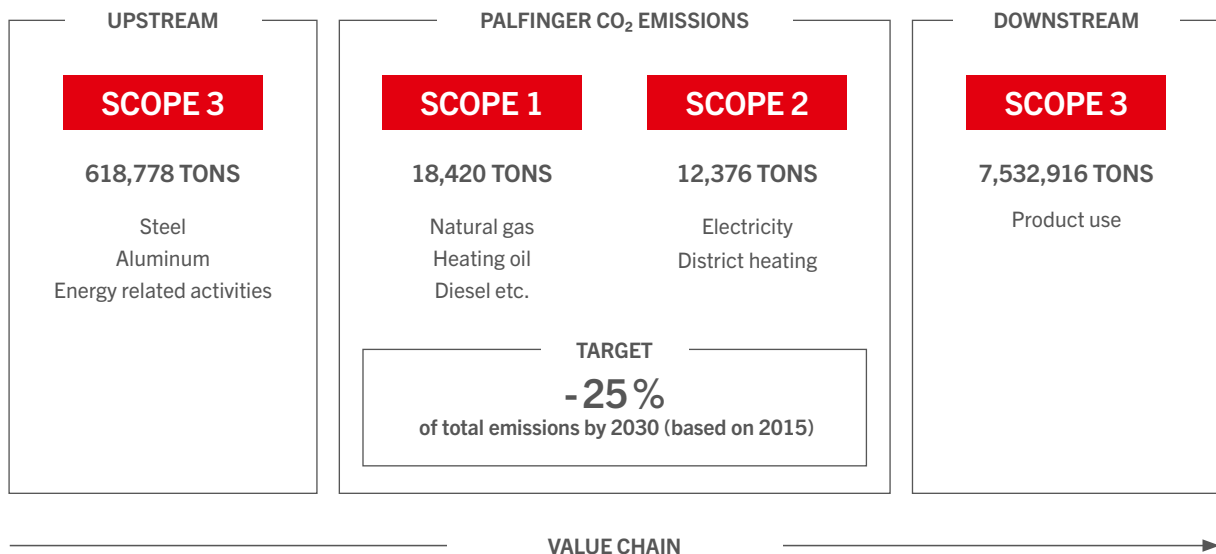 UPSTREAM
SCOPE 3
618,778 TONS
Steel
Aluminum
Energy related activities
PALFINGER CO₂ EMISSIONS
SCOPE 1
18,420 TONS
Natural gas
Heating oil
Diesel etc.
SCOPE 2
12,376 TONS
Electricity
District heating
TARGET
-25%
of total emissions by 2030 (based on 2015)
DOWNSTREAM
SCOPE 3
7,532,916 TONS
Product use
VALUE CHAIN